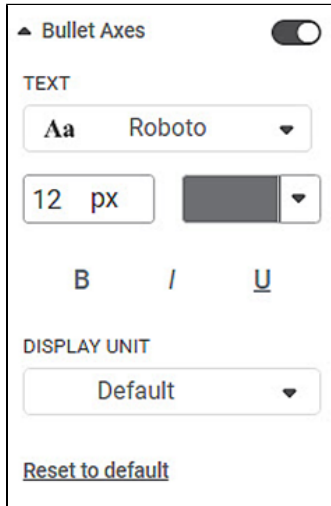 Bullet Axes
TEXT
Aa Roboto
12 px
B I U
DISPLAY UNIT
Default
Reset to default